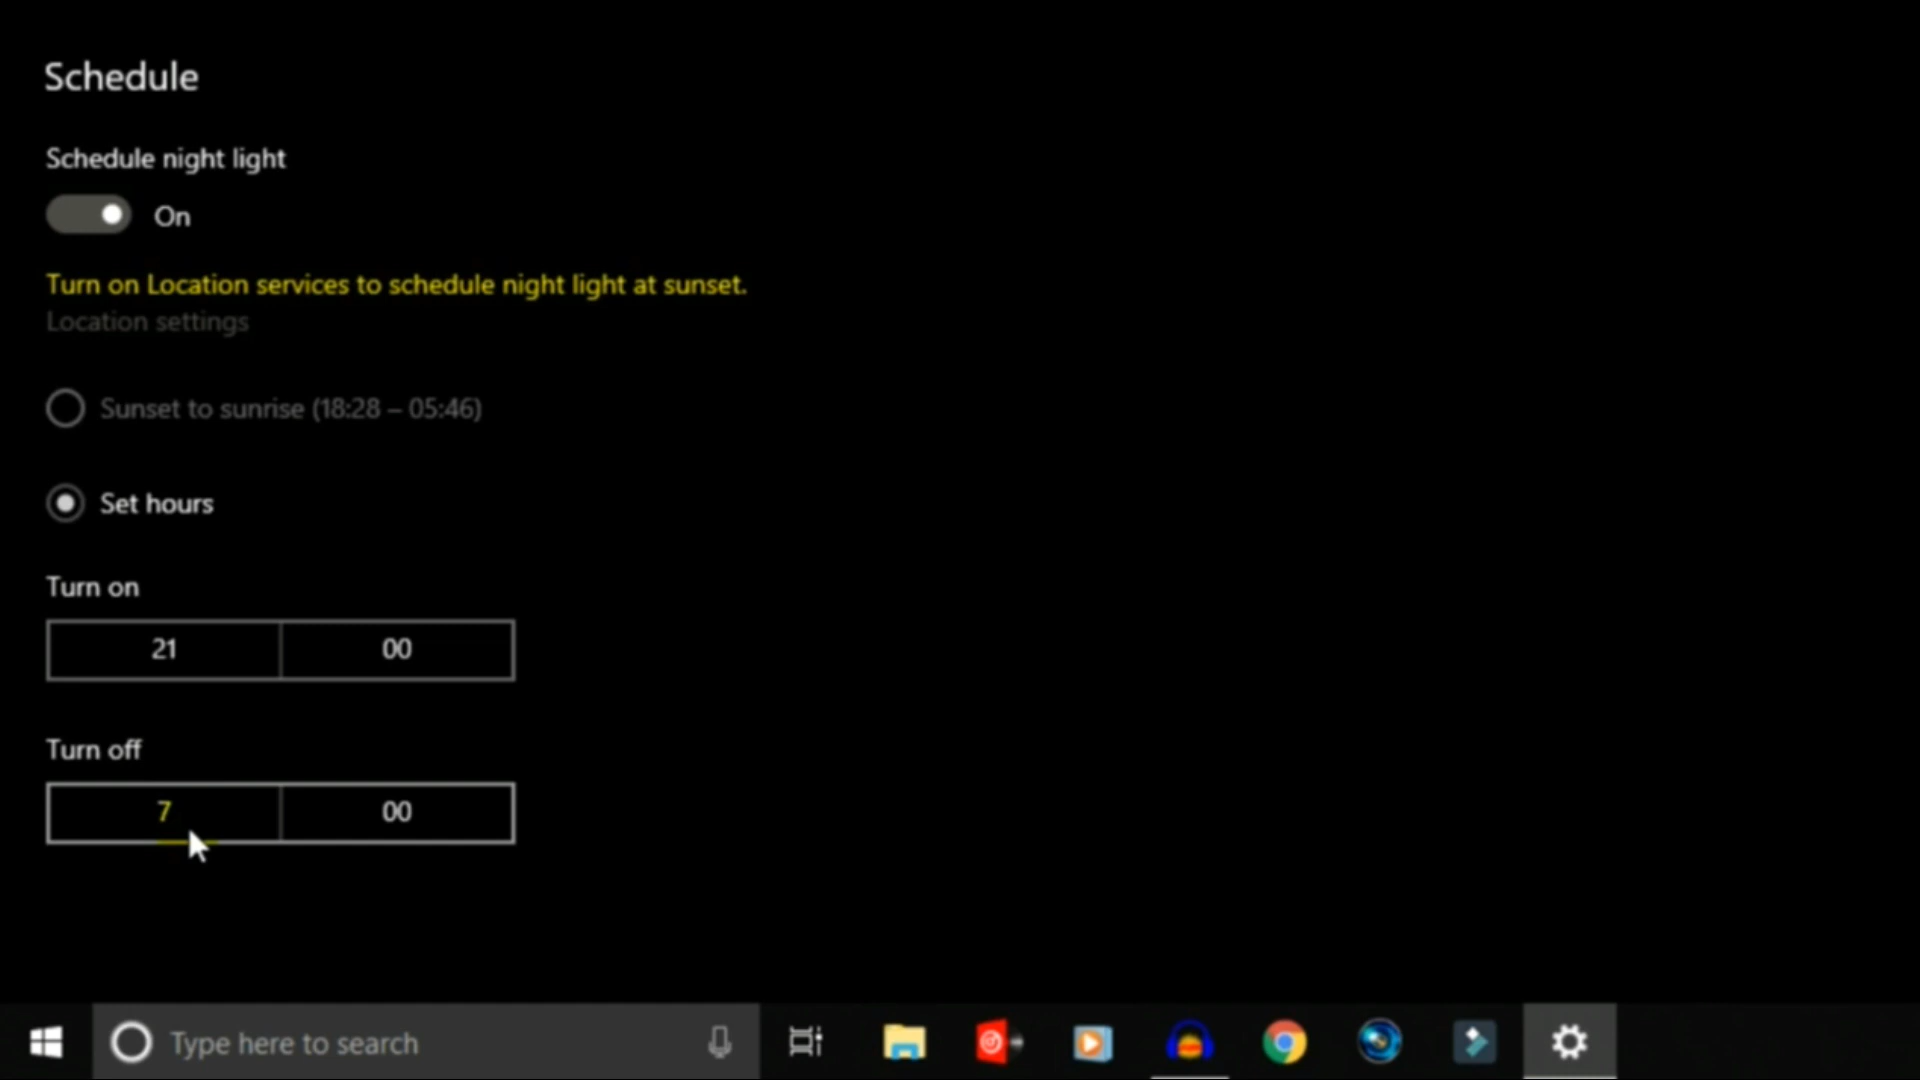 Schedule
Schedule night light
On
Turn on Location services to schedule night light at sunset.
Location settings
Sunset to sunrise (18:28 – 05:46)
Set hours
Turn on
21 00
Turn off
7 00
Type here to search